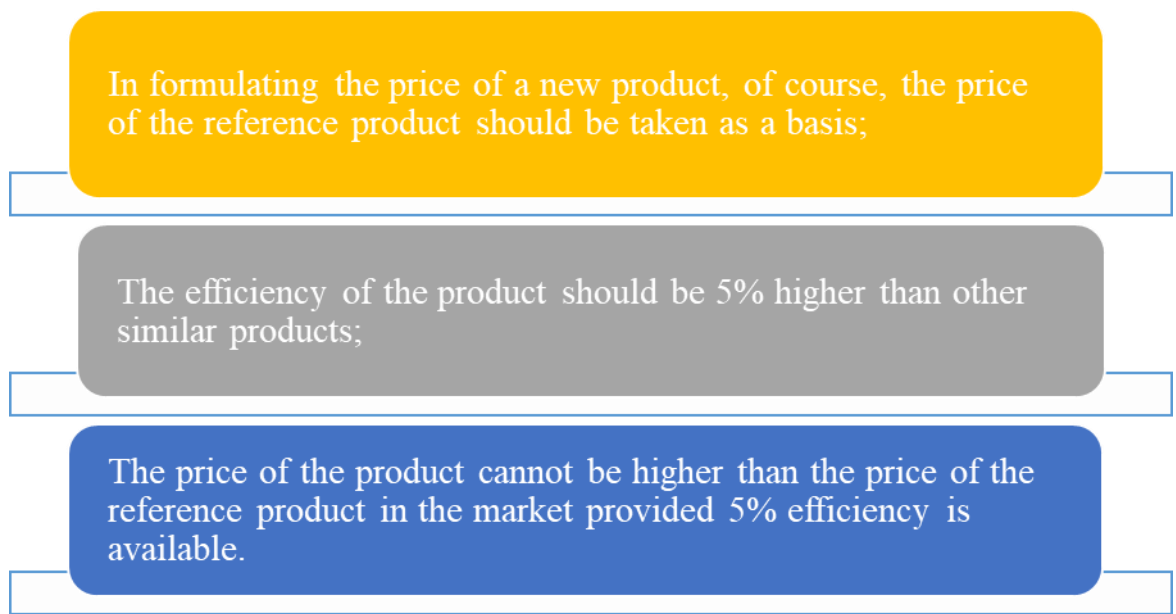 In formulating the price of a new product, of course, the price
of the reference product should be taken as a basis;
The efficiency of the product should be 5% higher than other
similar products;
The price of the product cannot be higher than the price of the
reference product in the market provided 5% efficiency is
available.